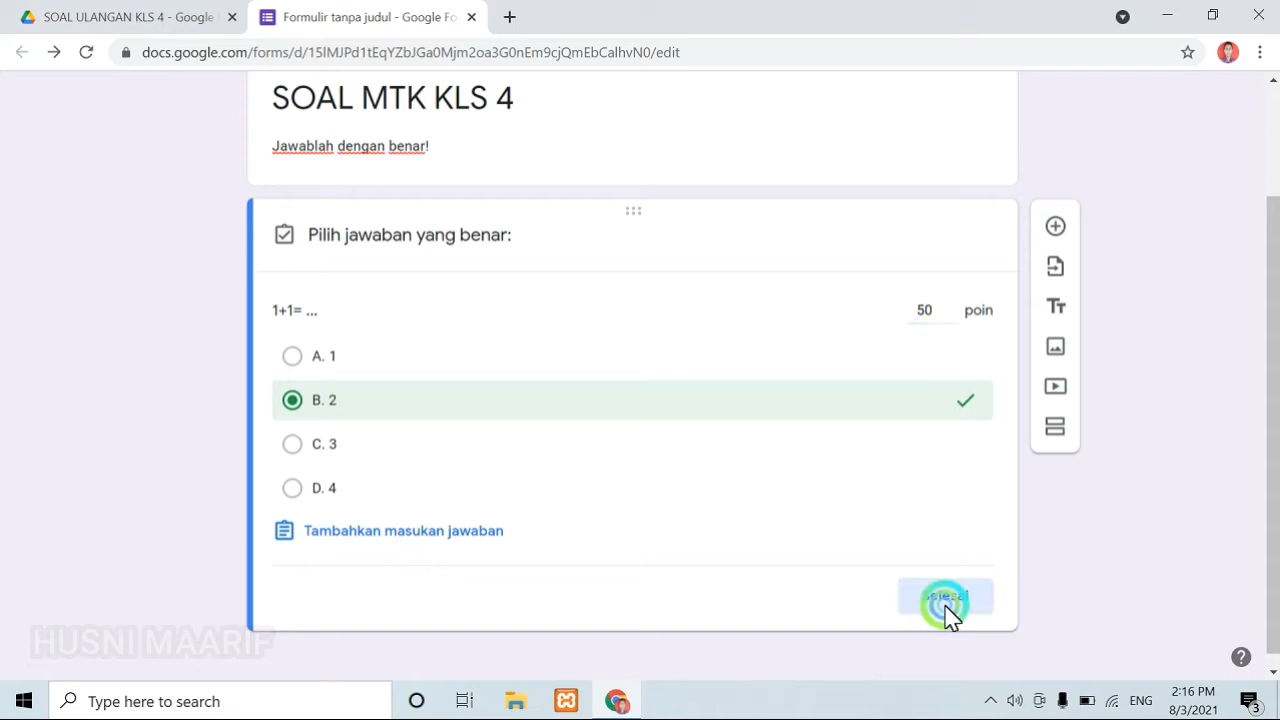 SOAL ULANGAN KLS 4 - Google
Formulir tanpa judul - Google Fo
docs.google.com/forms/d/15lMJPd1tEqYZbJGa0Mjm2oa3G0nEm9cjQmEbCalhvN0/edit
SOAL MTK KLS 4
Jawablah dengan benar!
Pilih jawaban yang benar:
1+1= ...
50 poin
A. 1
B. 2
C. 3
D. 4
Tambahkan masukan jawaban
Selesai
HUSNI MAARIF
Type here to search
ENG
2:16 PM
8/3/2021
3